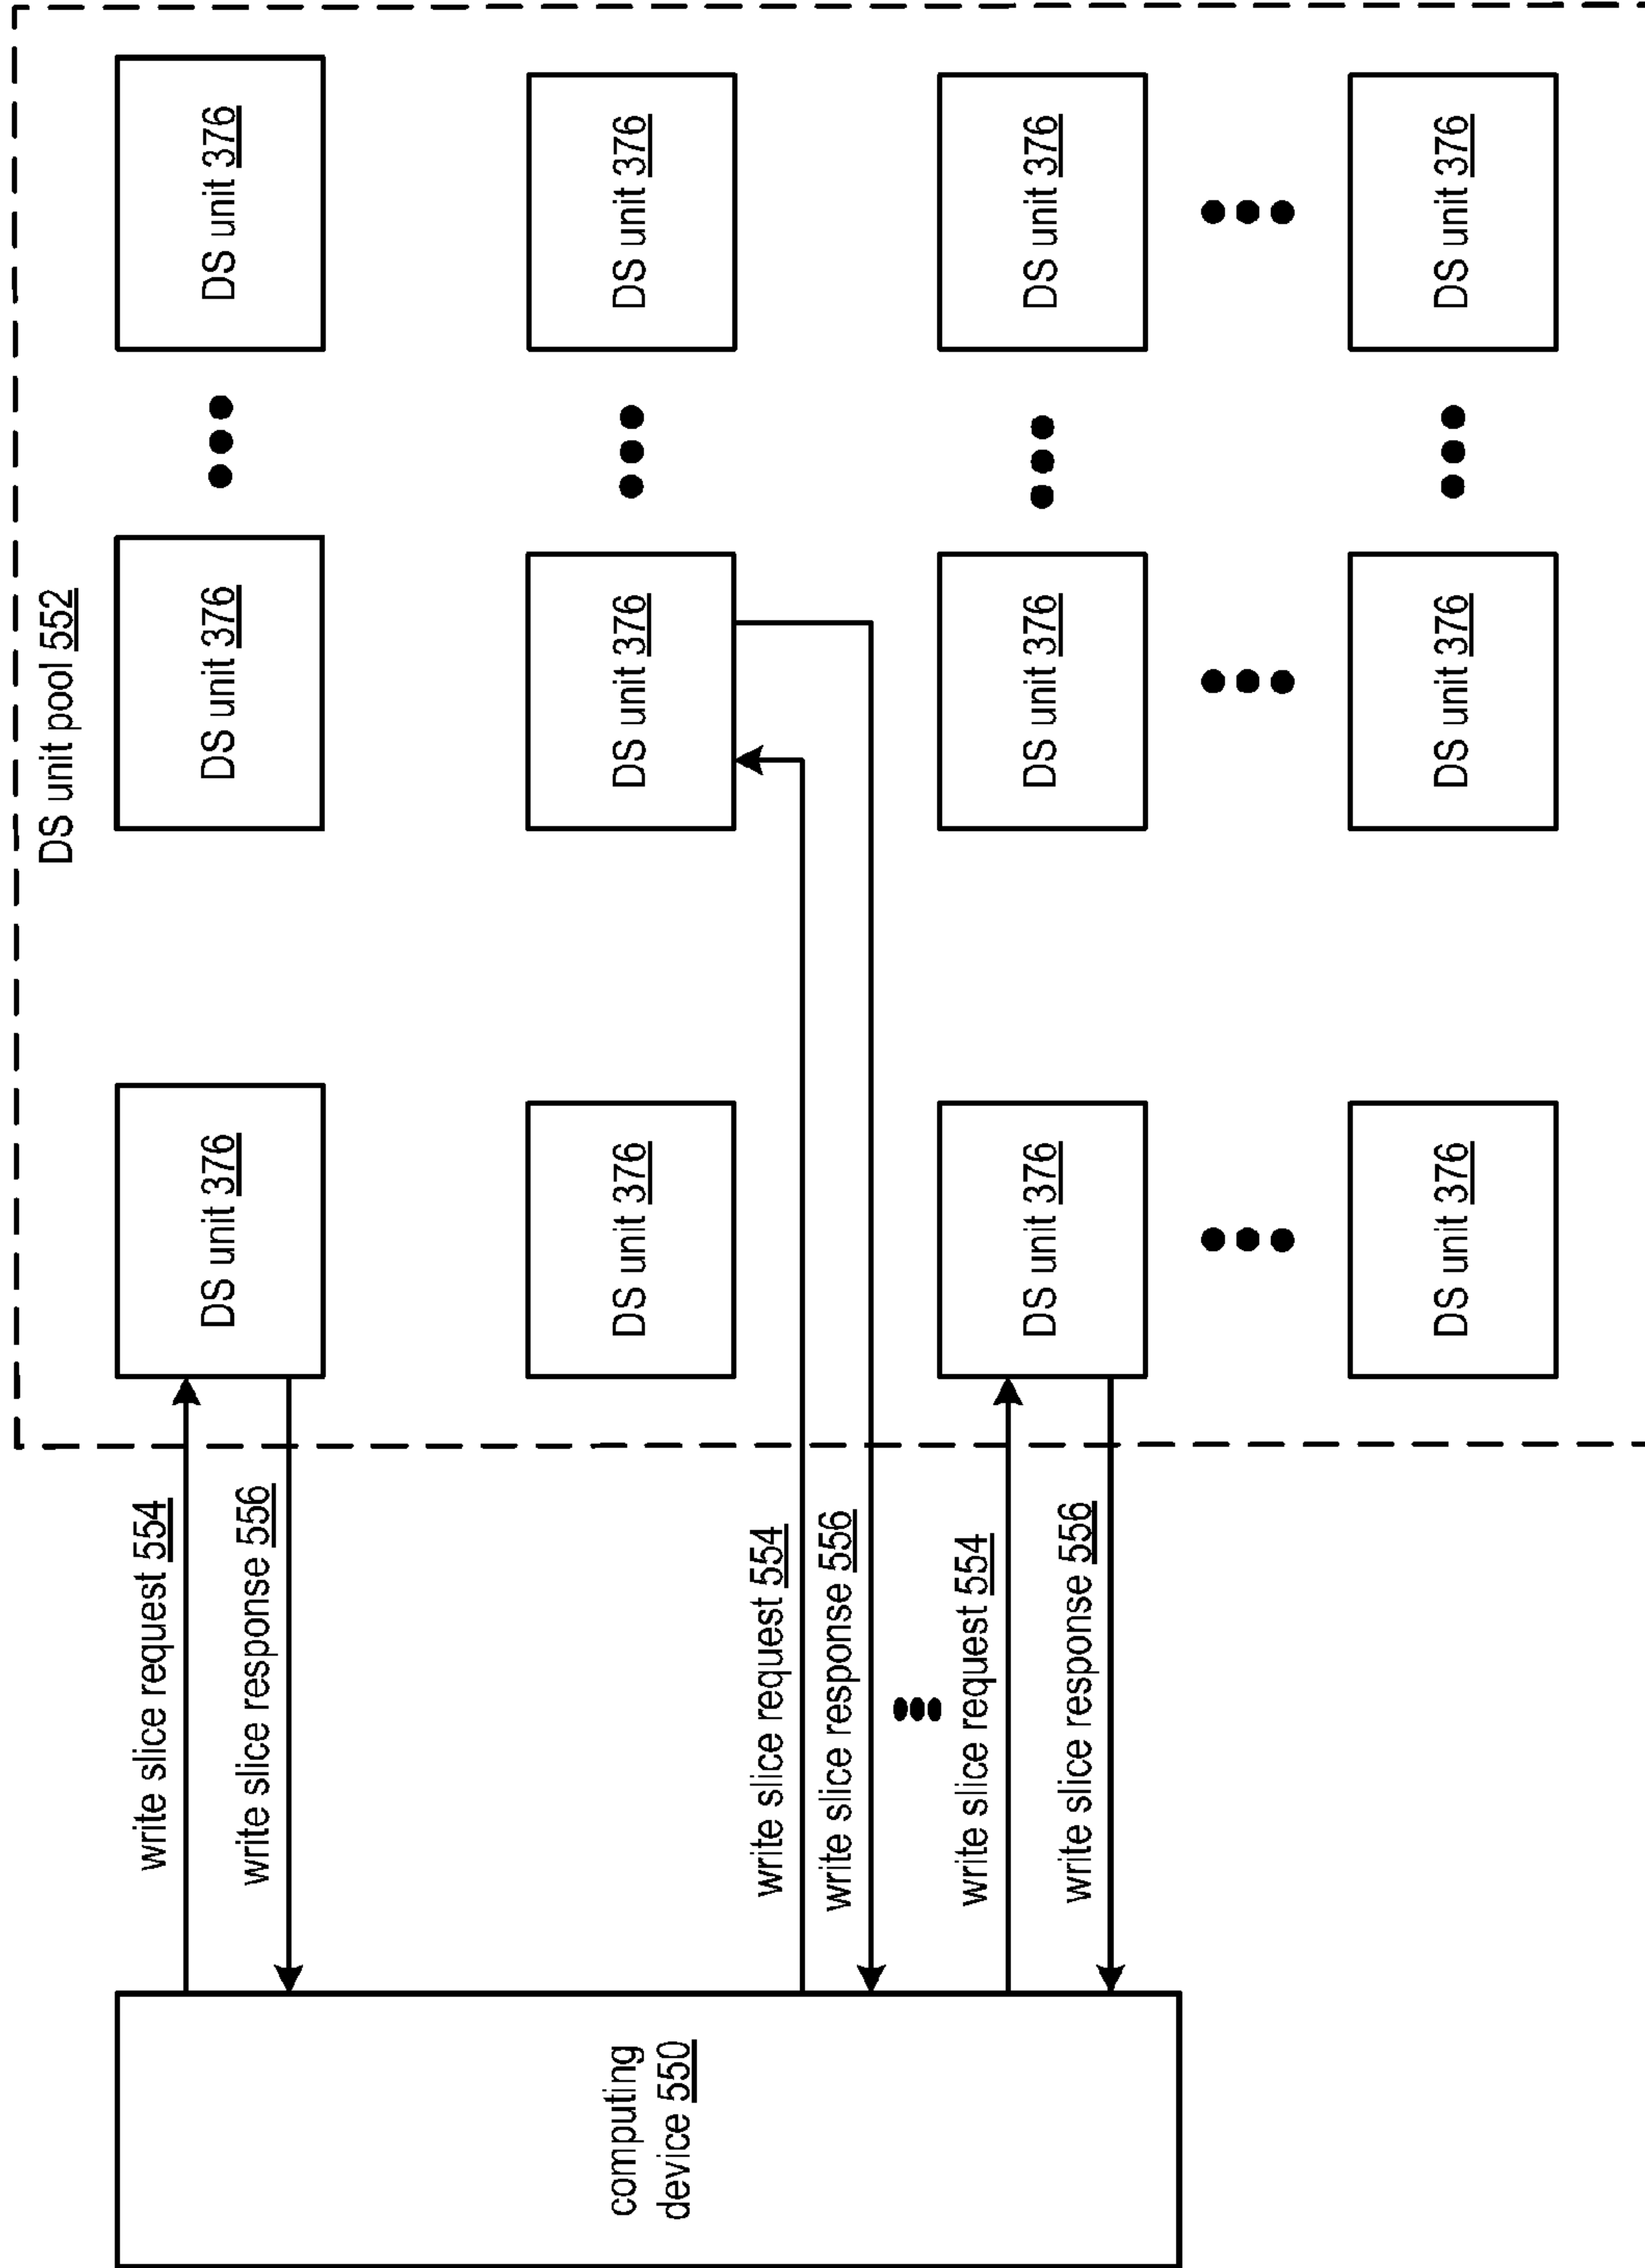 DS unit pool 552
write slice request 554
DS unit 376
DS unit 376
DS unit 376
write slice response 556
computing
device 550
DS unit 376
DS unit 376
DS unit 376
write slice request 554
write slice response 556
write slice request 554
DS unit 376
DS unit 376
DS unit 376
write slice response 556
DS unit 376
DS unit 376
DS unit 376